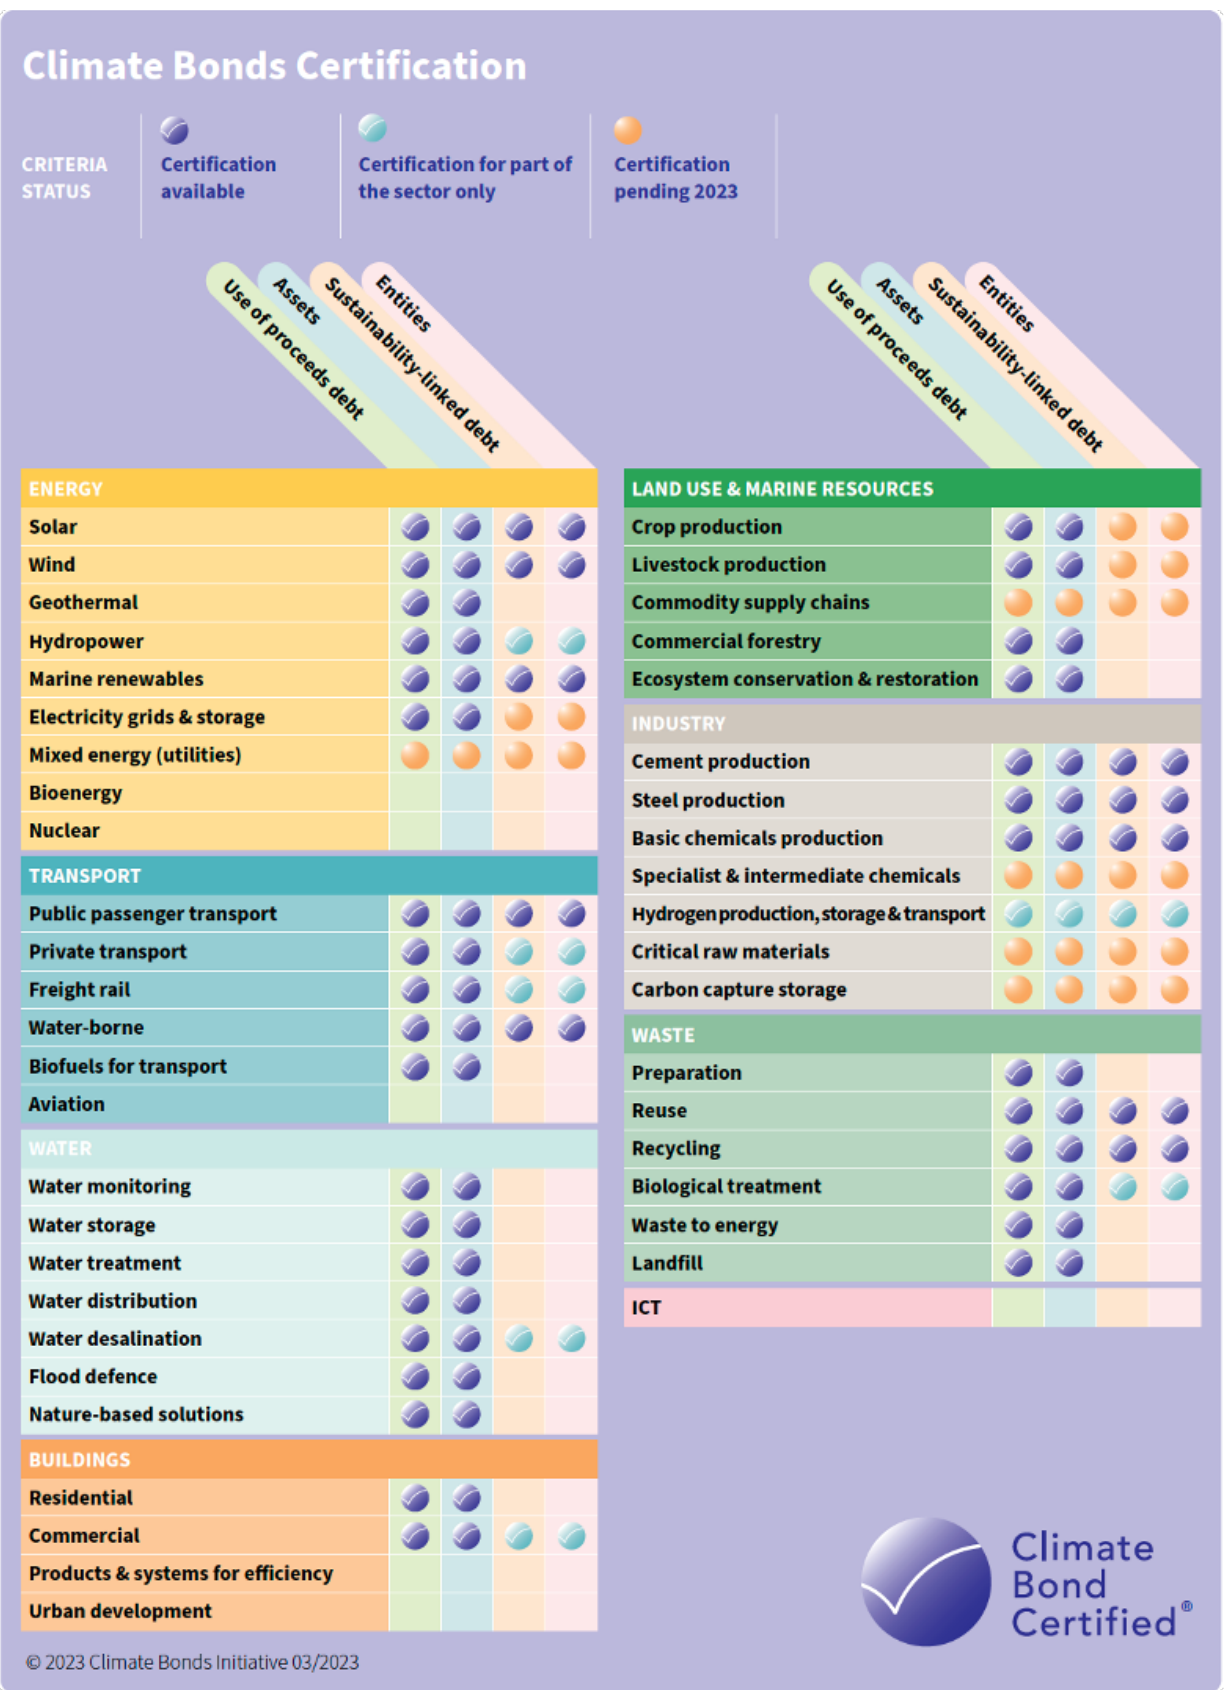 Climate Bonds Certification
CRITERIA
STATUS
Certification
available
Certification for part of
the sector only
Certification
pending 2023
Use of proceeds debt
Assets
Sustainability-linked debt
Entities
Use of proceeds debt
Assets
Sustainability-linked debt
Entities
ENERGY
Solar
Wind
Geothermal
Hydropower
Marine renewables
Electricity grids & storage
Mixed energy (utilities)
Bioenergy
Nuclear
TRANSPORT
Public passenger transport
Private transport
Freight rail
Water-borne
Biofuels for transport
Aviation
WATER
Water monitoring
Water storage
Water treatment
Water distribution
Water desalination
Flood defence
Nature-based solutions
BUILDINGS
Residential
Commercial
Products & systems for efficiency
Urban development
LAND USE & MARINE RESOURCES
Crop production
Livestock production
Commodity supply chains
Commercial forestry
Ecosystem conservation & restoration
INDUSTRY
Cement production
Steel production
Basic chemicals production
Specialist & intermediate chemicals
Hydrogen production, storage & transport
Critical raw materials
Carbon capture storage
WASTE
Preparation
Reuse
Recycling
Biological treatment
Waste to energy
Landfill
ICT
Climate
Bond
Certified®
© 2023 Climate Bonds Initiative 03/2023